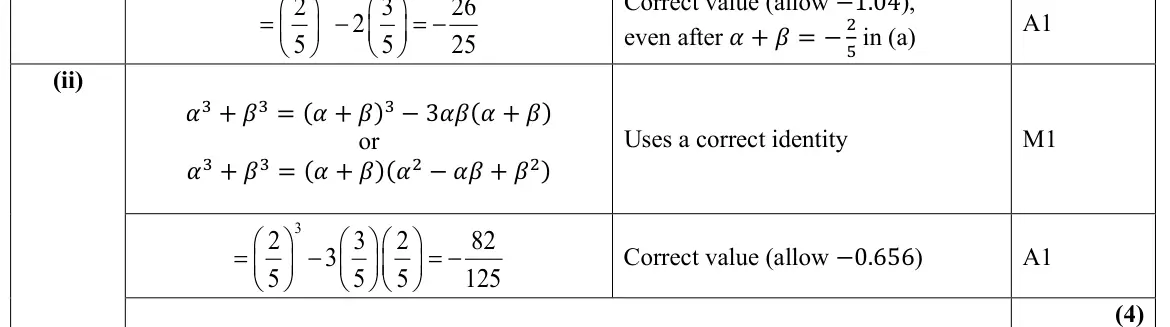 = (2/5) − 2(3/5) = − 26/25
Correct value (allow −1.04),
even after α + β = − 2/5 in (a)
A1
(ii)
α³ + β³ = (α + β)³ − 3αβ(α + β)
or
α³ + β³ = (α + β)(α² − αβ + β²)
Uses a correct identity
M1
= (2/5)³ − 3(3/5)(2/5) = − 82/125
Correct value (allow −0.656)
A1
(4)